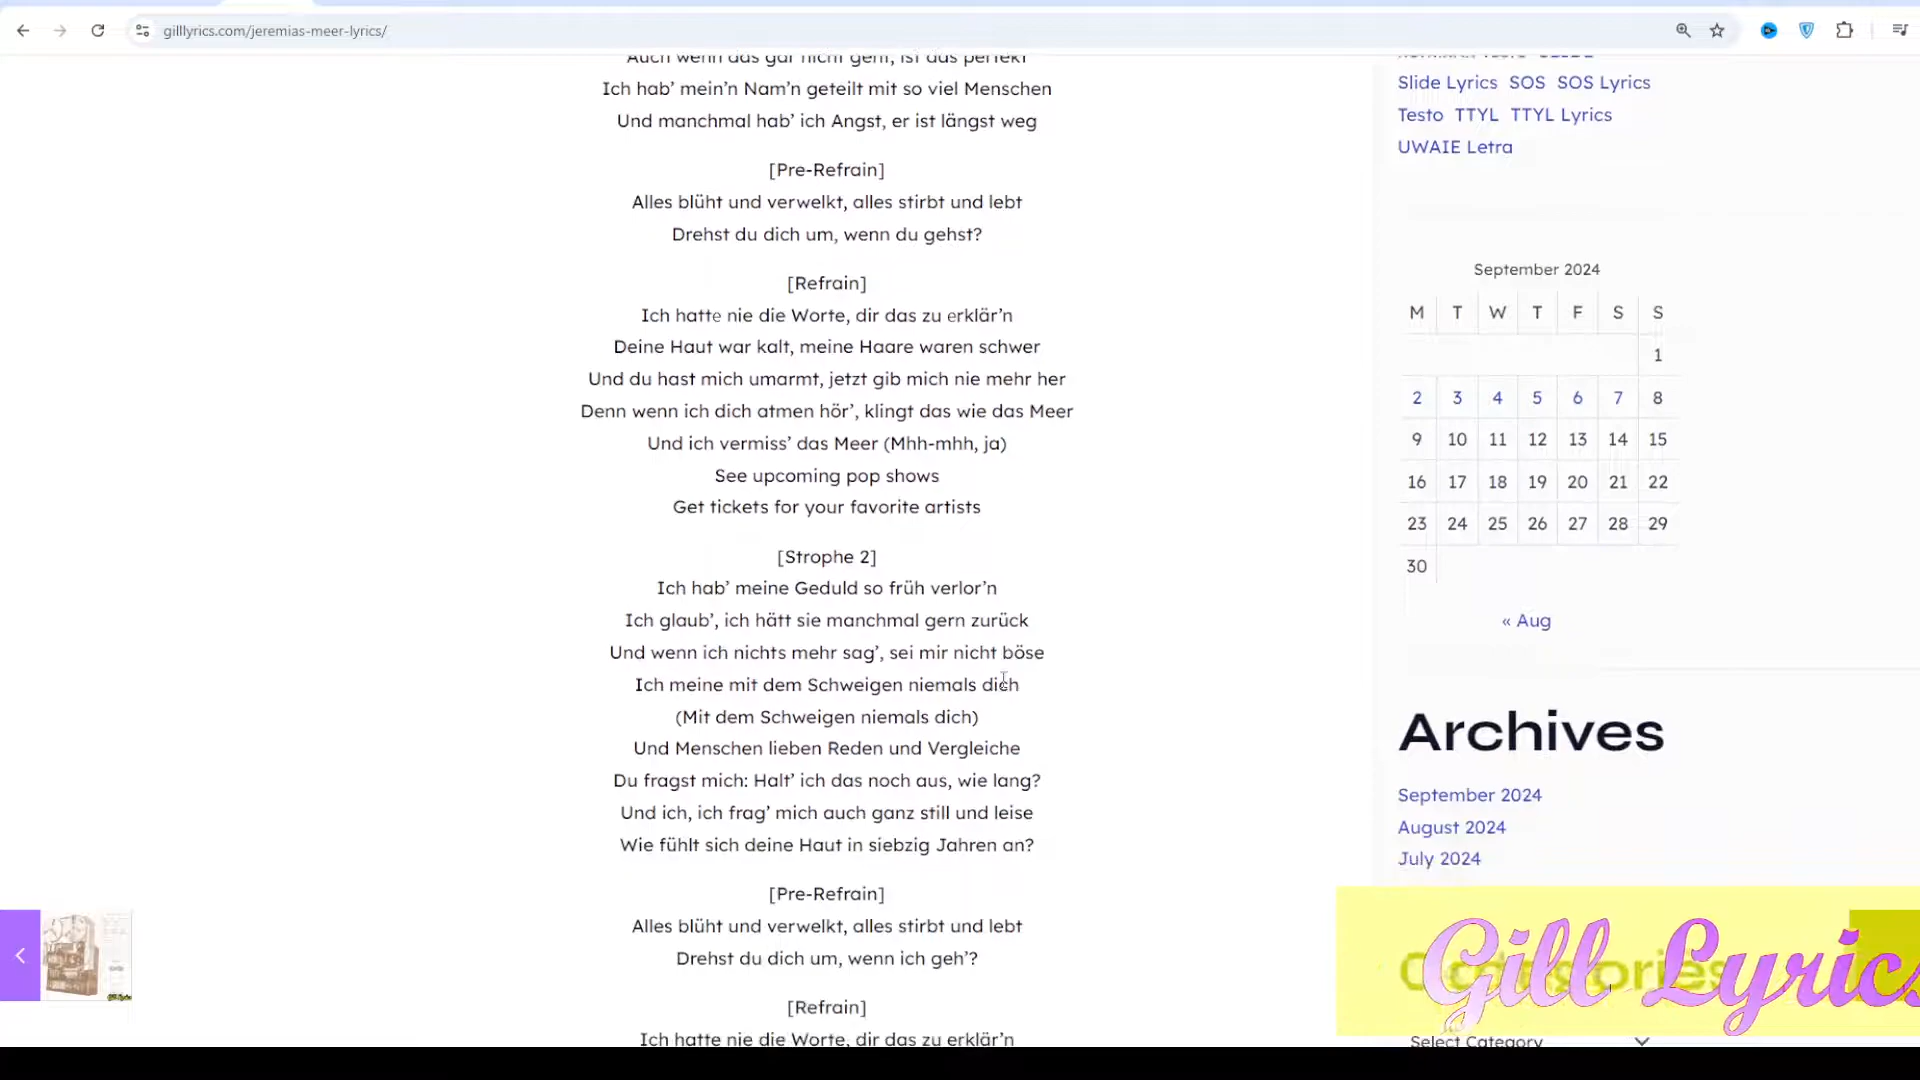 gilllyrics.com/jeremias-meer-lyrics/
Auch wenn das gar nicht geht, ist das perfekt
Ich hab’ mein’n Nam’n geteilt mit so viel Menschen
Und manchmal hab’ ich Angst, er ist längst weg
[Pre-Refrain]
Alles blüht und verwelkt, alles stirbt und lebt
Drehst du dich um, wenn du gehst?
[Refrain]
Ich hatte nie die Worte, dir das zu erklär’n
Deine Haut war kalt, meine Haare waren schwer
Und du hast mich umarmt, jetzt gib mich nie mehr her
Denn wenn ich dich atmen hör’, klingt das wie das Meer
Und ich vermiss’ das Meer (Mhh-mhh, ja)
See upcoming pop shows
Get tickets for your favorite artists
[Strophe 2]
Ich hab’ meine Geduld so früh verlor’n
Ich glaub’, ich hätt sie manchmal gern zurück
Und wenn ich nichts mehr sag’, sei mir nicht böse
Ich meine mit dem Schweigen niemals dich
(Mit dem Schweigen niemals dich)
Und Menschen lieben Reden und Vergleiche
Du fragst mich: Halt’ ich das noch aus, wie lang?
Und ich, ich frag’ mich auch ganz still und leise
Wie fühlt sich deine Haut in siebzig Jahren an?
[Pre-Refrain]
Alles blüht und verwelkt, alles stirbt und lebt
Drehst du dich um, wenn ich geh’?
[Refrain]
Ich hatte nie die Worte, dir das zu erklär’n
Slide Lyrics SOS SOS Lyrics
Testo TTYL TTYL Lyrics
UWAIE Letra
September 2024
M T W T F S S
1
2 3 4 5 6 7 8
9 10 11 12 13 14 15
16 17 18 19 20 21 22
23 24 25 26 27 28 29
30
« Aug
Archives
September 2024
August 2024
July 2024
Gill Lyrics
Select Category